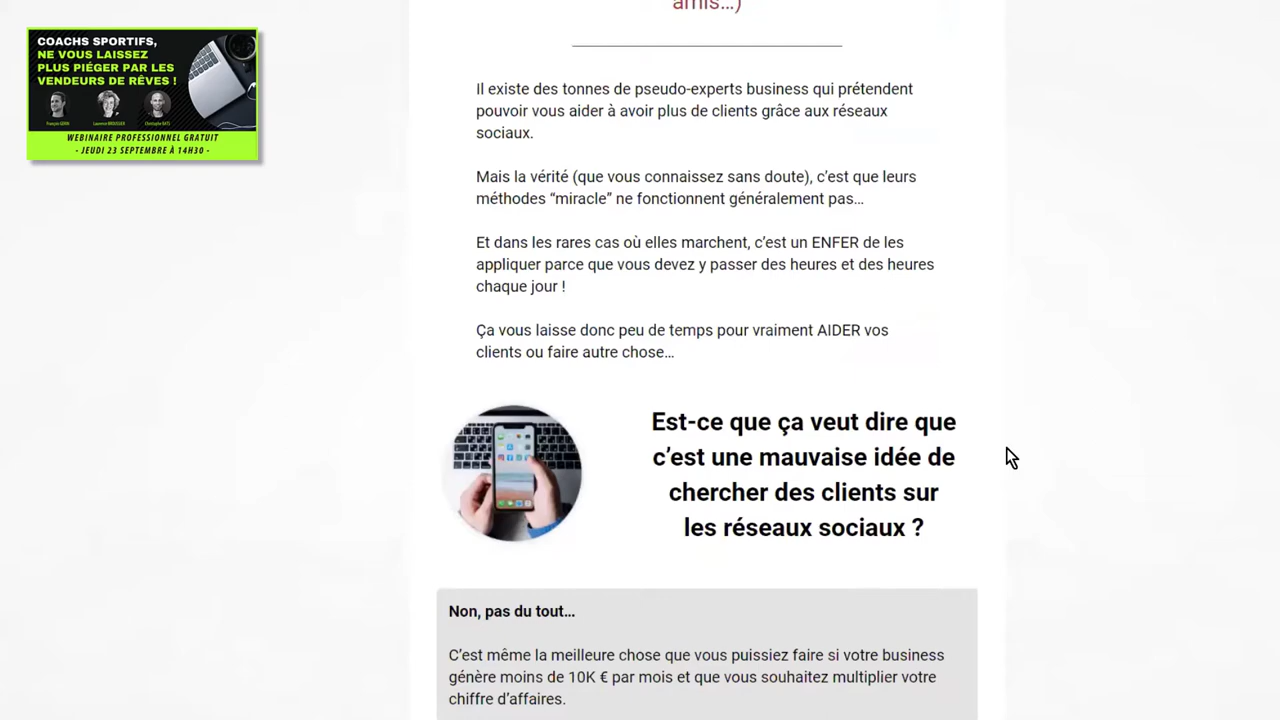 COACHS SPORTIFS,
NE VOUS LAISSEZ
PLUS PIÉGER PAR LES
VENDEURS DE RÊVES !
WEBINAIRE PROFESSIONNEL GRATUIT
- JEUDI 23 SEPTEMBRE À 14H30 -
amis…)
Il existe des tonnes de pseudo-experts business qui prétendent
pouvoir vous aider à avoir plus de clients grâce aux réseaux
sociaux.
Mais la vérité (que vous connaissez sans doute), c’est que leurs
méthodes “miracle” ne fonctionnent généralement pas…
Et dans les rares cas où elles marchent, c’est un ENFER de les
appliquer parce que vous devez y passer des heures et des heures
chaque jour !
Ça vous laisse donc peu de temps pour vraiment AIDER vos
clients ou faire autre chose…
Est-ce que ça veut dire que
c’est une mauvaise idée de
chercher des clients sur
les réseaux sociaux ?
Non, pas du tout…
C’est même la meilleure chose que vous puissiez faire si votre business
génère moins de 10K € par mois et que vous souhaitez multiplier votre
chiffre d’affaires.